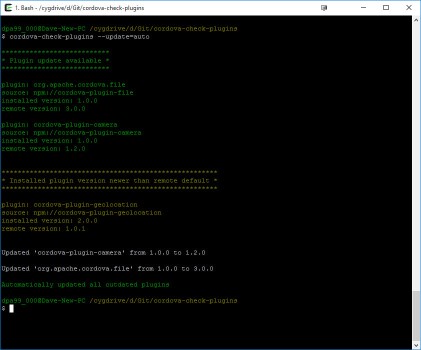 1. Bash - /cygdrive/d/Git/cordova-check-plugins
dpa99_000@Dave-New-PC /cygdrive/d/Git/cordova-check-plugins
$ cordova-check-plugins --update=auto
***************************
* Plugin update available *
***************************
plugin: org.apache.cordova.file
source: npm://cordova-plugin-file
installed version: 1.0.0
remote version: 3.0.0
plugin: cordova-plugin-camera
source: npm://cordova-plugin-camera
installed version: 1.0.0
remote version: 1.2.0
*****************************************************
* Installed plugin version newer than remote default *
*****************************************************
plugin: cordova-plugin-geolocation
source: npm://cordova-plugin-geolocation
installed version: 2.0.0
remote version: 1.0.1
Updated 'cordova-plugin-camera' from 1.0.0 to 1.2.0
Updated 'org.apache.cordova.file' from 1.0.0 to 3.0.0
Automatically updated all outdated plugins
dpa99_000@Dave-New-PC /cygdrive/d/Git/cordova-check-plugins
$